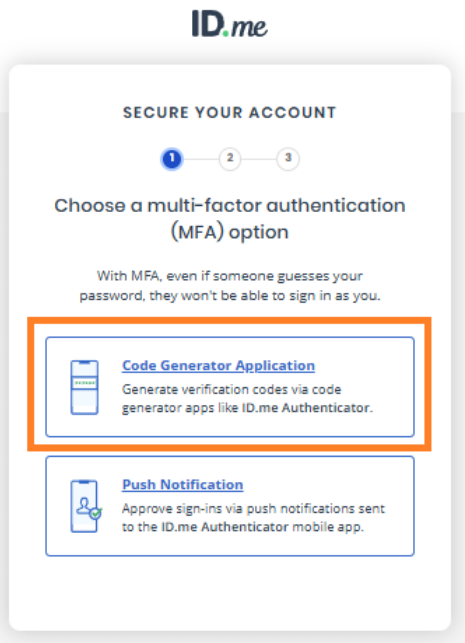 ID.me
SECURE YOUR ACCOUNT
1 2 3
Choose a multi-factor authentication
(MFA) option
With MFA, even if someone guesses your
password, they won't be able to sign in as you.
Code Generator Application
Generate verification codes via code
generator apps like ID.me Authenticator.
Push Notification
Approve sign-ins via push notifications sent
to the ID.me Authenticator mobile app.